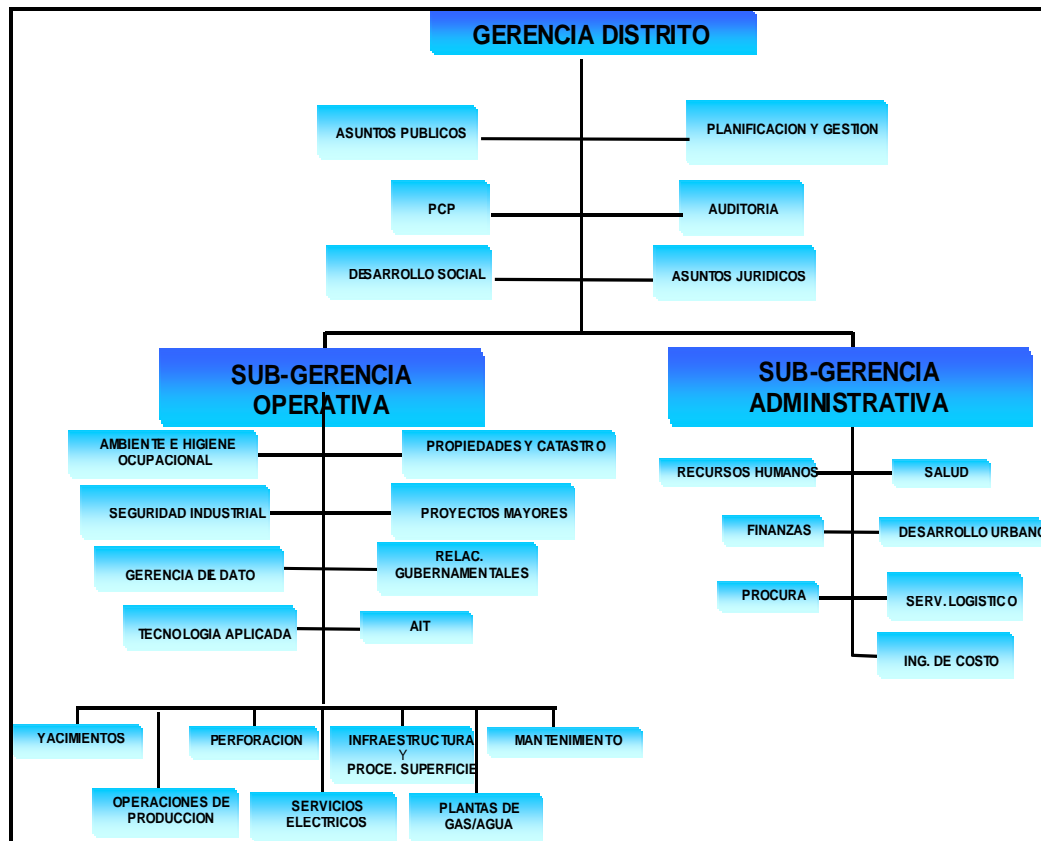 GERENCIA DISTRITO
ASUNTOS PUBLICOS
PLANIFICACION Y GESTION
PCP
AUDITORIA
DESARROLLO SOCIAL
ASUNTOS JURIDICOS
SUB-GERENCIA
OPERATIVA
SUB-GERENCIA
ADMINISTRATIVA
AMBIENTE E HIGIENE
OCUPACIONAL
PROPIEDADES Y CATASTRO
SEGURIDAD INDUSTRIAL
PROYECTOS MAYORES
GERENCIA DE DATO
RELAC.
GUBERNAMENTALES
TECNOLOGIA APLICADA
AIT
RECURSOS HUMANOS
SALUD
FINANZAS
DESARROLLO URBANO
PROCURA
SERV. LOGISTICO
ING. DE COSTO
YACIMIENTOS
PERFORACION
INFRAESTRUCTURA
Y
PROCE. SUPERFICIE
MANTENIMIENTO
OPERACIONES DE
PRODUCCION
SERVICIOS
ELECTRICOS
PLANTAS DE
GAS/AGUA